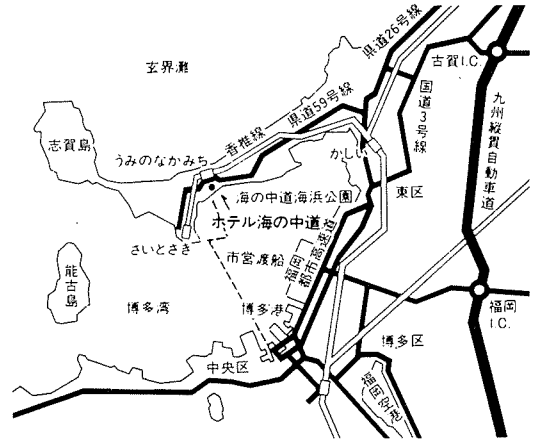 県道26号線
玄界灘
古賀I.C.
国道3号線
九州縦貫自動車道
志賀島
うみのなかみち
香椎線
県道59号線
かしい
海の中道海浜公園
東区
ホテル海の中道
さいとざき
市営渡船
福岡
都市高速道
能古島
博多湾
博多港
福岡
I.C.
博多区
中央区
福岡空港